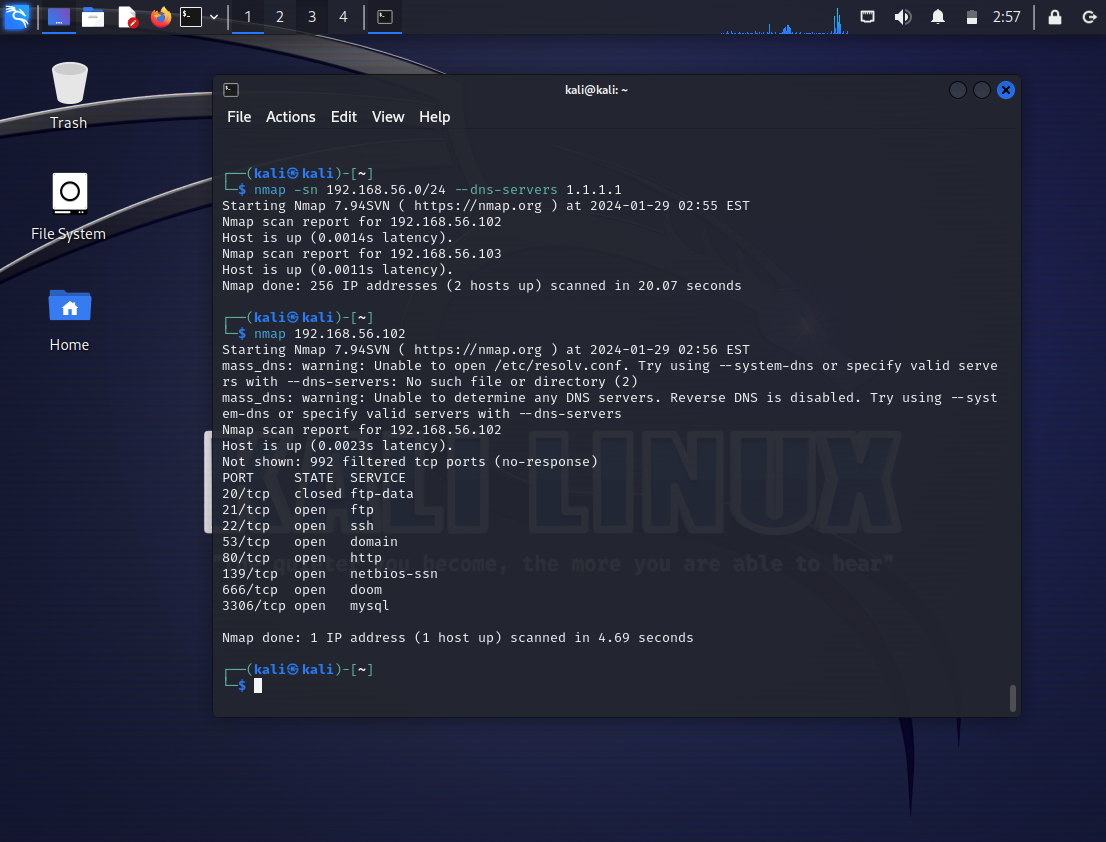 1 2 3 4 2:57
kali@kali: ~
File Actions Edit View Help
Trash
File System
Home
┌──(kali㉿kali)-[~]
└─$ nmap -sn 192.168.56.0/24 --dns-servers 1.1.1.1
Starting Nmap 7.94SVN ( https://nmap.org ) at 2024-01-29 02:55 EST
Nmap scan report for 192.168.56.102
Host is up (0.0014s latency).
Nmap scan report for 192.168.56.103
Host is up (0.0011s latency).
Nmap done: 256 IP addresses (2 hosts up) scanned in 20.07 seconds
┌──(kali㉿kali)-[~]
└─$ nmap 192.168.56.102
Starting Nmap 7.94SVN ( https://nmap.org ) at 2024-01-29 02:56 EST
mass_dns: warning: Unable to open /etc/resolv.conf. Try using --system-dns or specify valid serve
rs with --dns-servers: No such file or directory (2)
mass_dns: warning: Unable to determine any DNS servers. Reverse DNS is disabled. Try using --syst
em-dns or specify valid servers with --dns-servers
Nmap scan report for 192.168.56.102
Host is up (0.0023s latency).
Not shown: 992 filtered tcp ports (no-response)
PORT     STATE  SERVICE
20/tcp   closed ftp-data
21/tcp   open   ftp
22/tcp   open   ssh
53/tcp   open   domain
80/tcp   open   http
139/tcp  open   netbios-ssn
666/tcp  open   doom
3306/tcp open   mysql
Nmap done: 1 IP address (1 host up) scanned in 4.69 seconds
┌──(kali㉿kali)-[~]
└─$
KALI LINUX
become, the more you are able to hear"